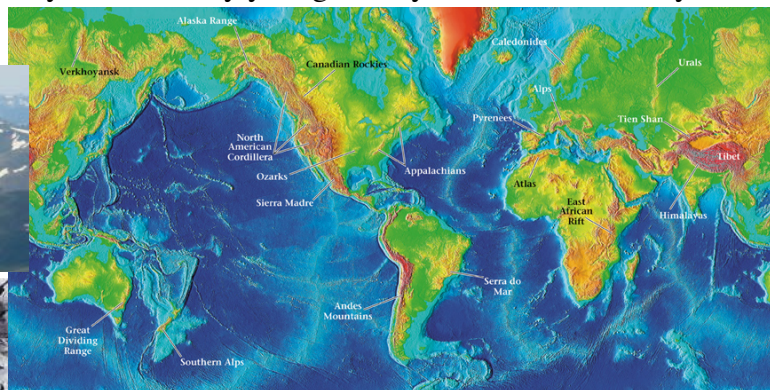 Alaska Range
Caledonides
Verkhoyansk
Canadian Rockies
Urals
Alps
Pyrenees
Tien Shan
North
American
Cordillera
Tibet
Appalachians
Ozarks
Atlas
Sierra Madre
East
African
Rift
Himalayas
Serra do
Mar
Andes
Mountains
Great
Dividing
Range
Southern Alps